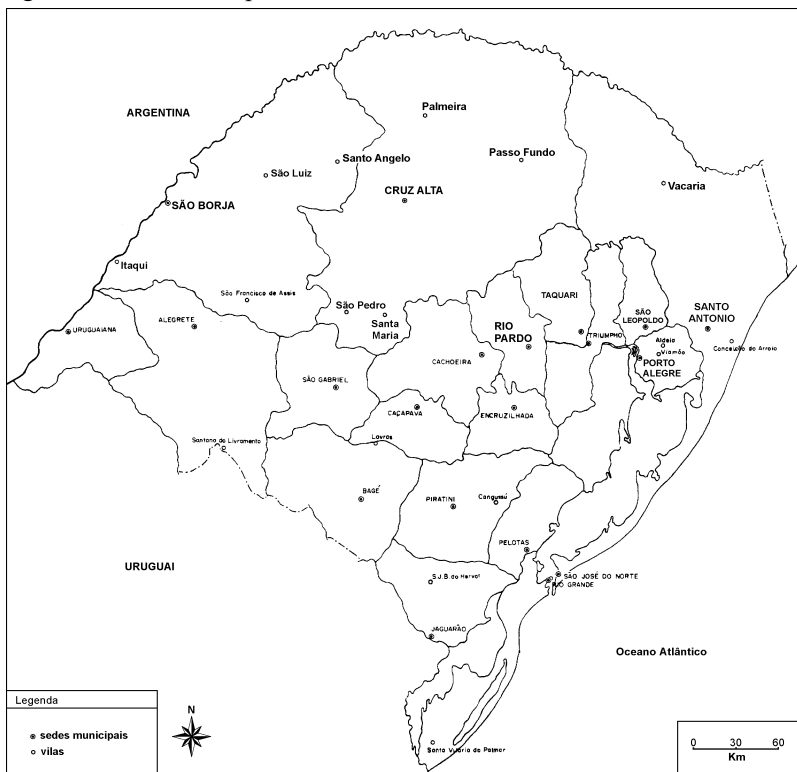 ARGENTINA
Palmeira
Passo Fundo
Santo Angelo
São Luiz
Vacaria
CRUZ ALTA
SÃO BORJA
Itaqui
São Francisco de Assis
São Pedro
Santa
Maria
TAQUARI
SANTO
ANTONIO
SÃO
LEOPOLDO
RIO
PARDO
ALEGRETE
URUGUAIANA
TRIUMPHO
Aldeia
Viamão
Conceição do Arroio
PORTO
ALEGRE
CACHOEIRA
SÃO GABRIEL
CAÇAPAVA
ENCRUZILHADA
Santana do Livramento
Lavras
BAGÉ
PIRATINI
Cangussú
PELOTAS
URUGUAI
S.J.B. do Herval
SÃO JOSÉ DO NORTE
RIO GRANDE
JAGUARÃO
Oceano Atlântico
Santa Vitória do Palmar
Legenda
sedes municipais
vilas
N
0 30 60
Km